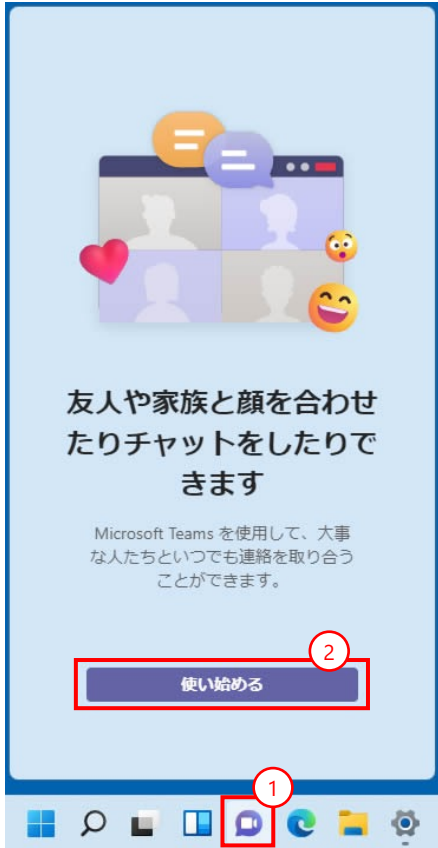 友人や家族と顔を合わせ
たりチャットをしたりで
きます
Microsoft Teams を使用して、大事
な人たちといつでも連絡を取り合う
ことができます。
2
使い始める
1